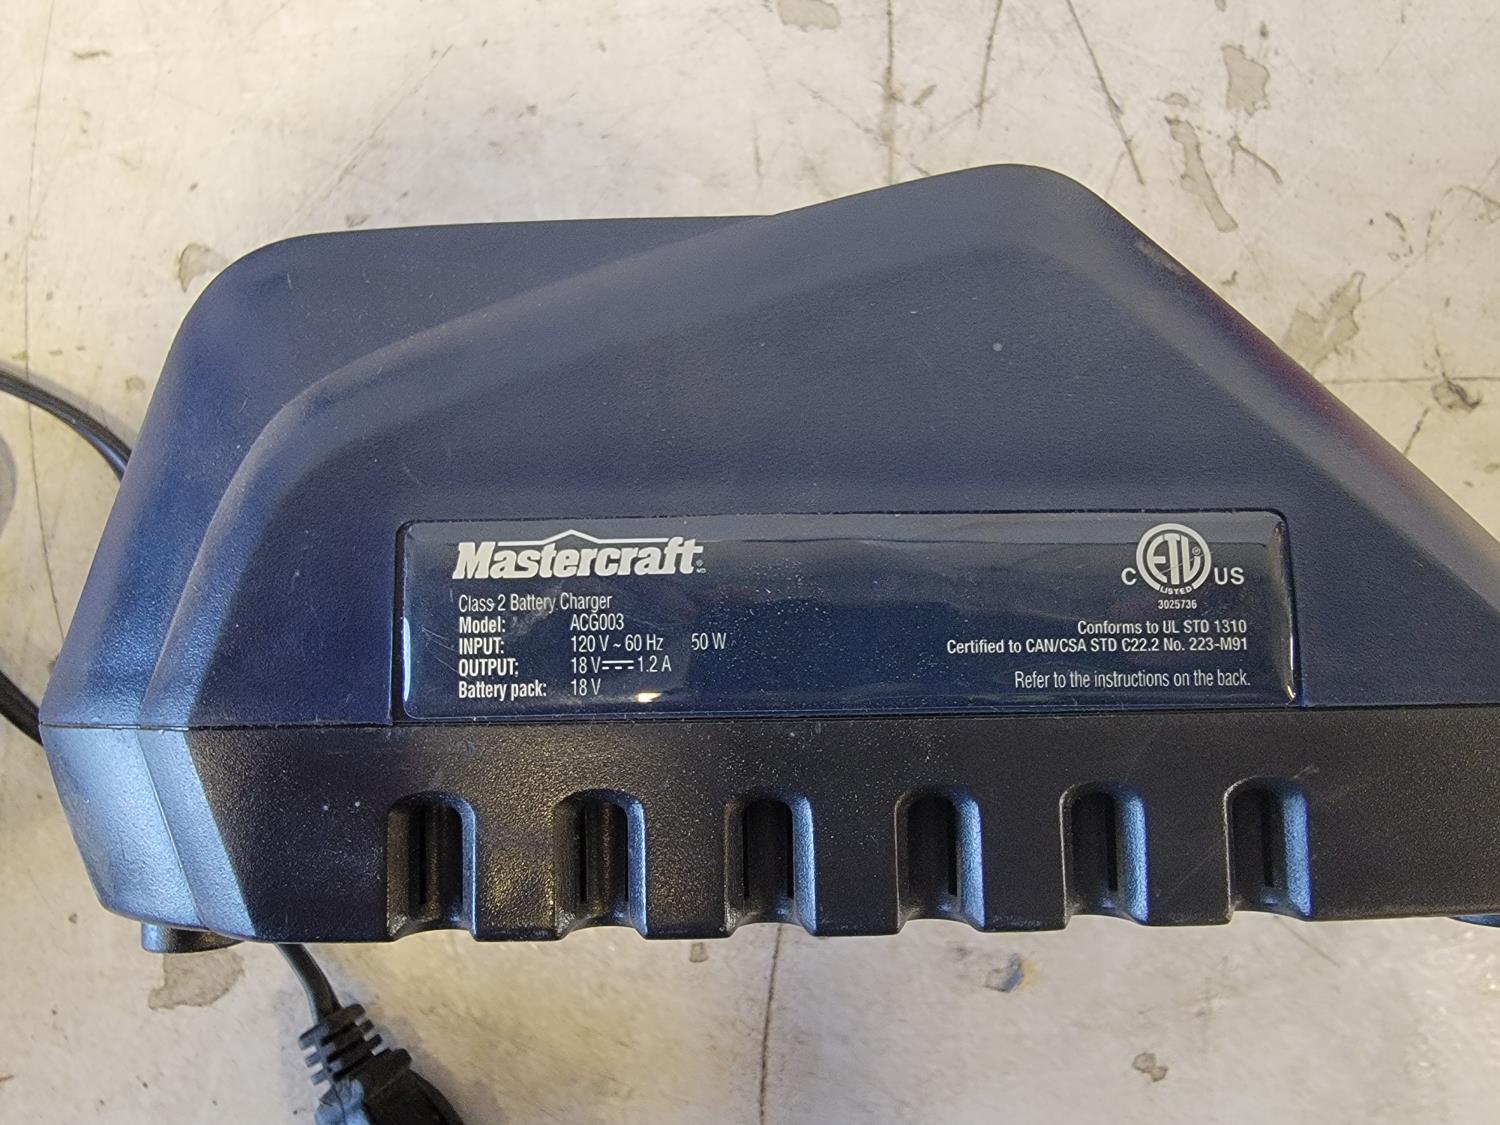 Mastercraft
Class 2 Battery Charger
Model: ACG003
INPUT: 120 V ~ 60 Hz 50 W
OUTPUT: 18 V⎓1.2 A
Battery pack: 18 V
C ETL US
LISTED
3025736
Conforms to UL STD 1310
Certified to CAN/CSA STD C22.2 No. 223-M91
Refer to the instructions on the back.